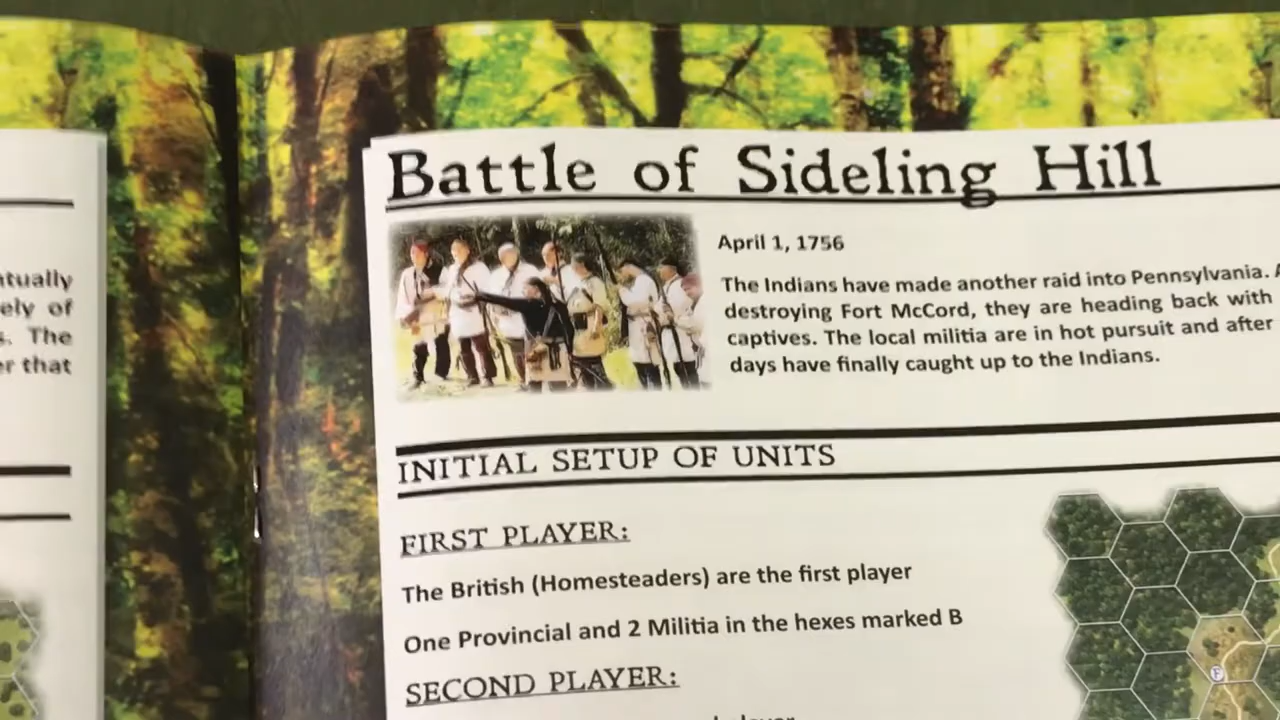 tually
ely of
s. The
r that
Battle of Sideling Hill
April 1, 1756
The Indians have made another raid into Pennsylvania. A
destroying Fort McCord, they are heading back with
captives. The local militia are in hot pursuit and after
days have finally caught up to the Indians.
INITIAL SETUP OF UNITS
FIRST PLAYER:
The British (Homesteaders) are the first player
One Provincial and 2 Militia in the hexes marked B
F
SECOND PLAYER: